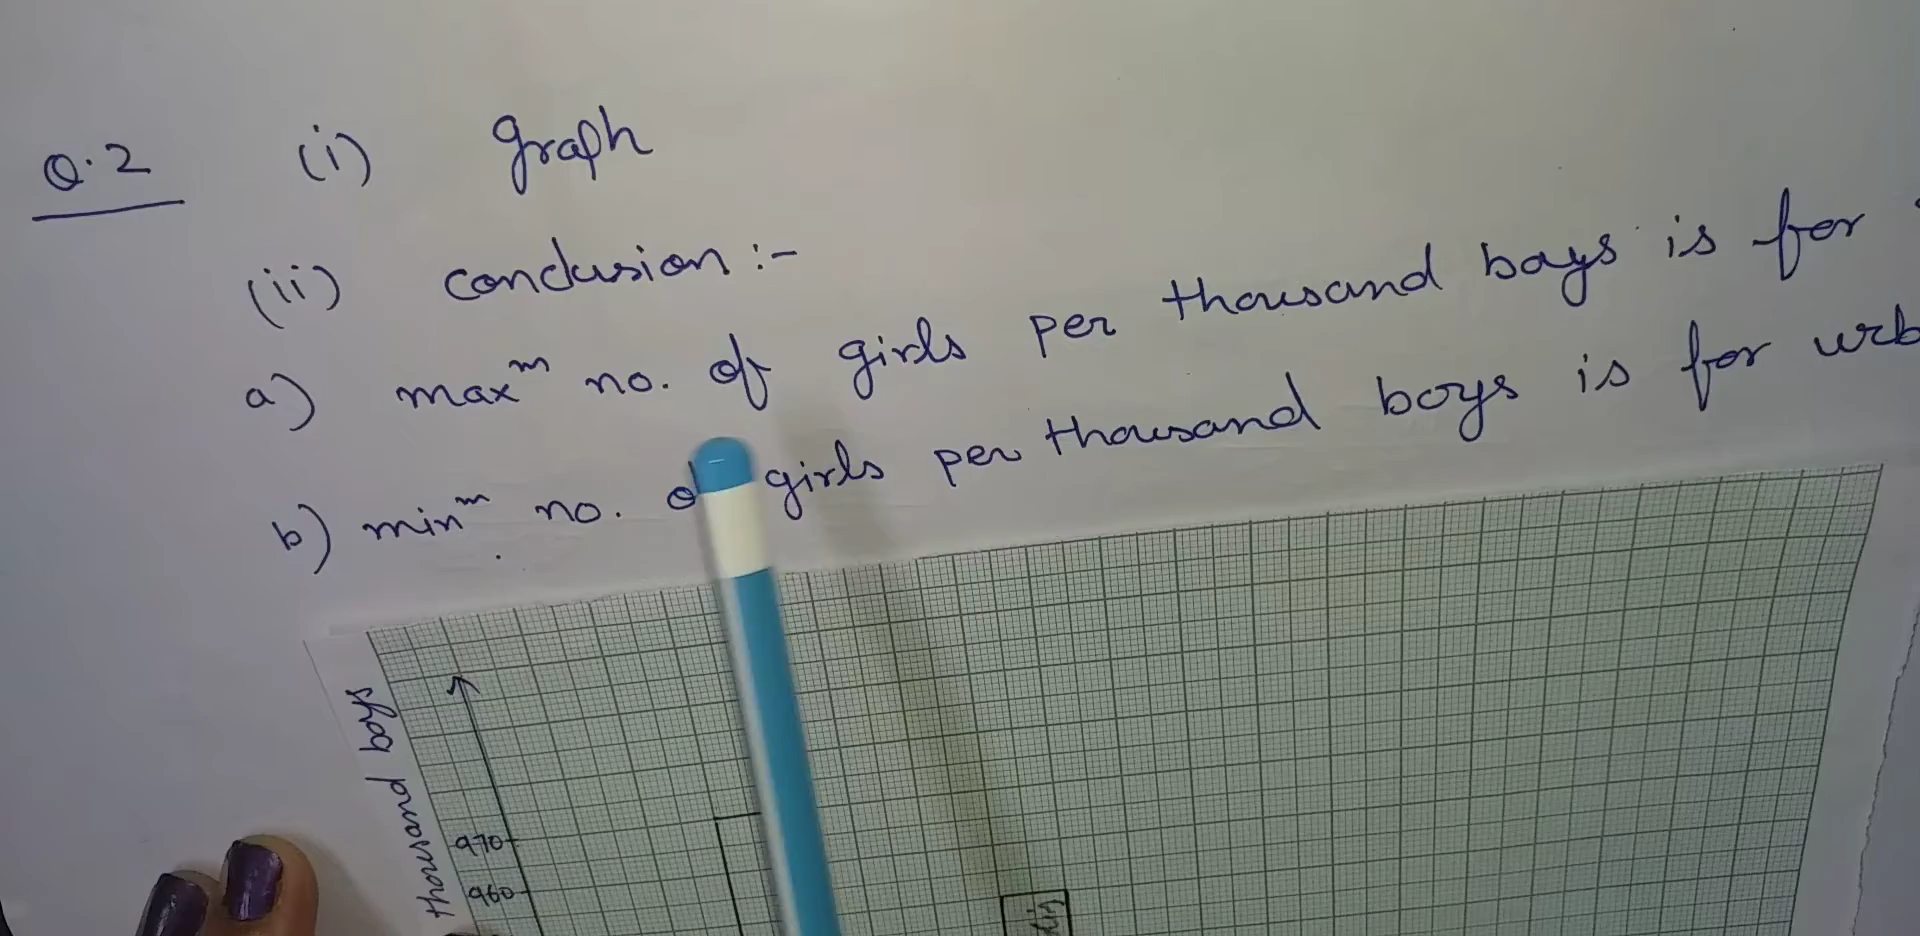 Q.2 (i) Graph
(ii) Conclusion :-
a) maxᵐ no. of girls per thousand boys is for
b) minᵐ no. girls per thousand boys is for urb
thousand boys
970
960